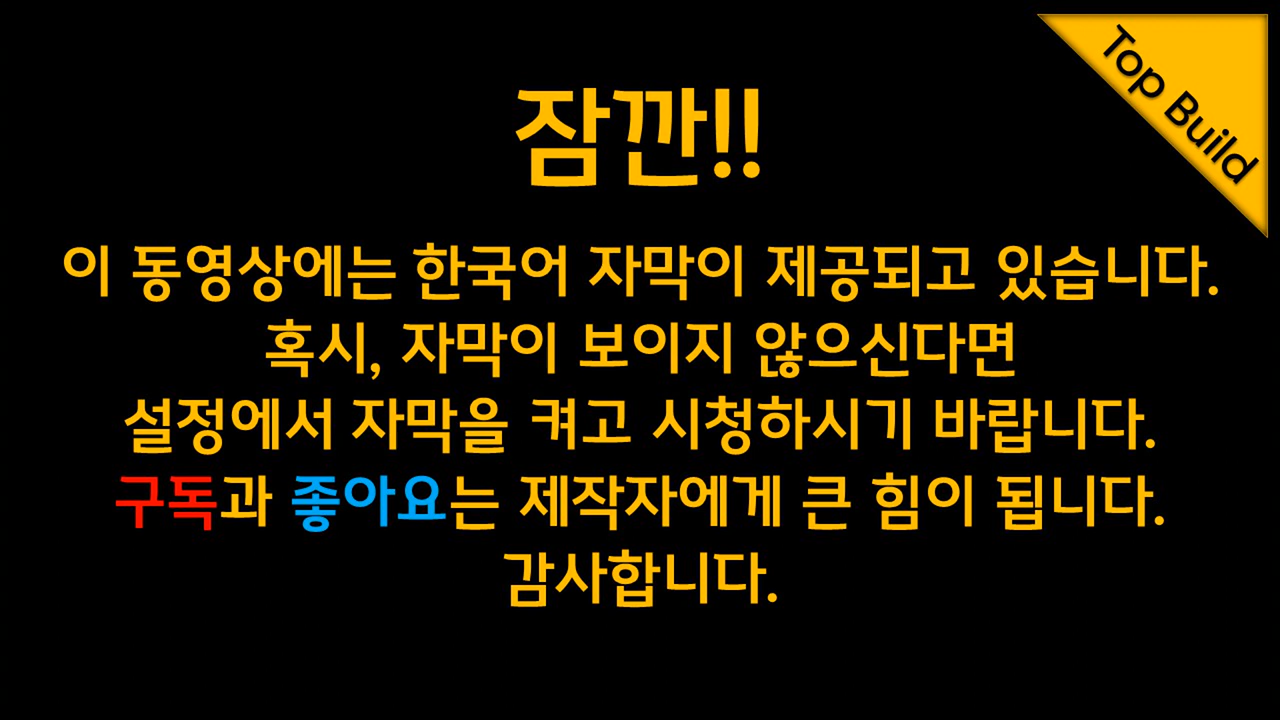 Top Build
잠깐!!
이 동영상에는 한국어 자막이 제공되고 있습니다.
혹시, 자막이 보이지 않으신다면
설정에서 자막을 켜고 시청하시기 바랍니다.
구독과 좋아요는 제작자에게 큰 힘이 됩니다.
감사합니다.